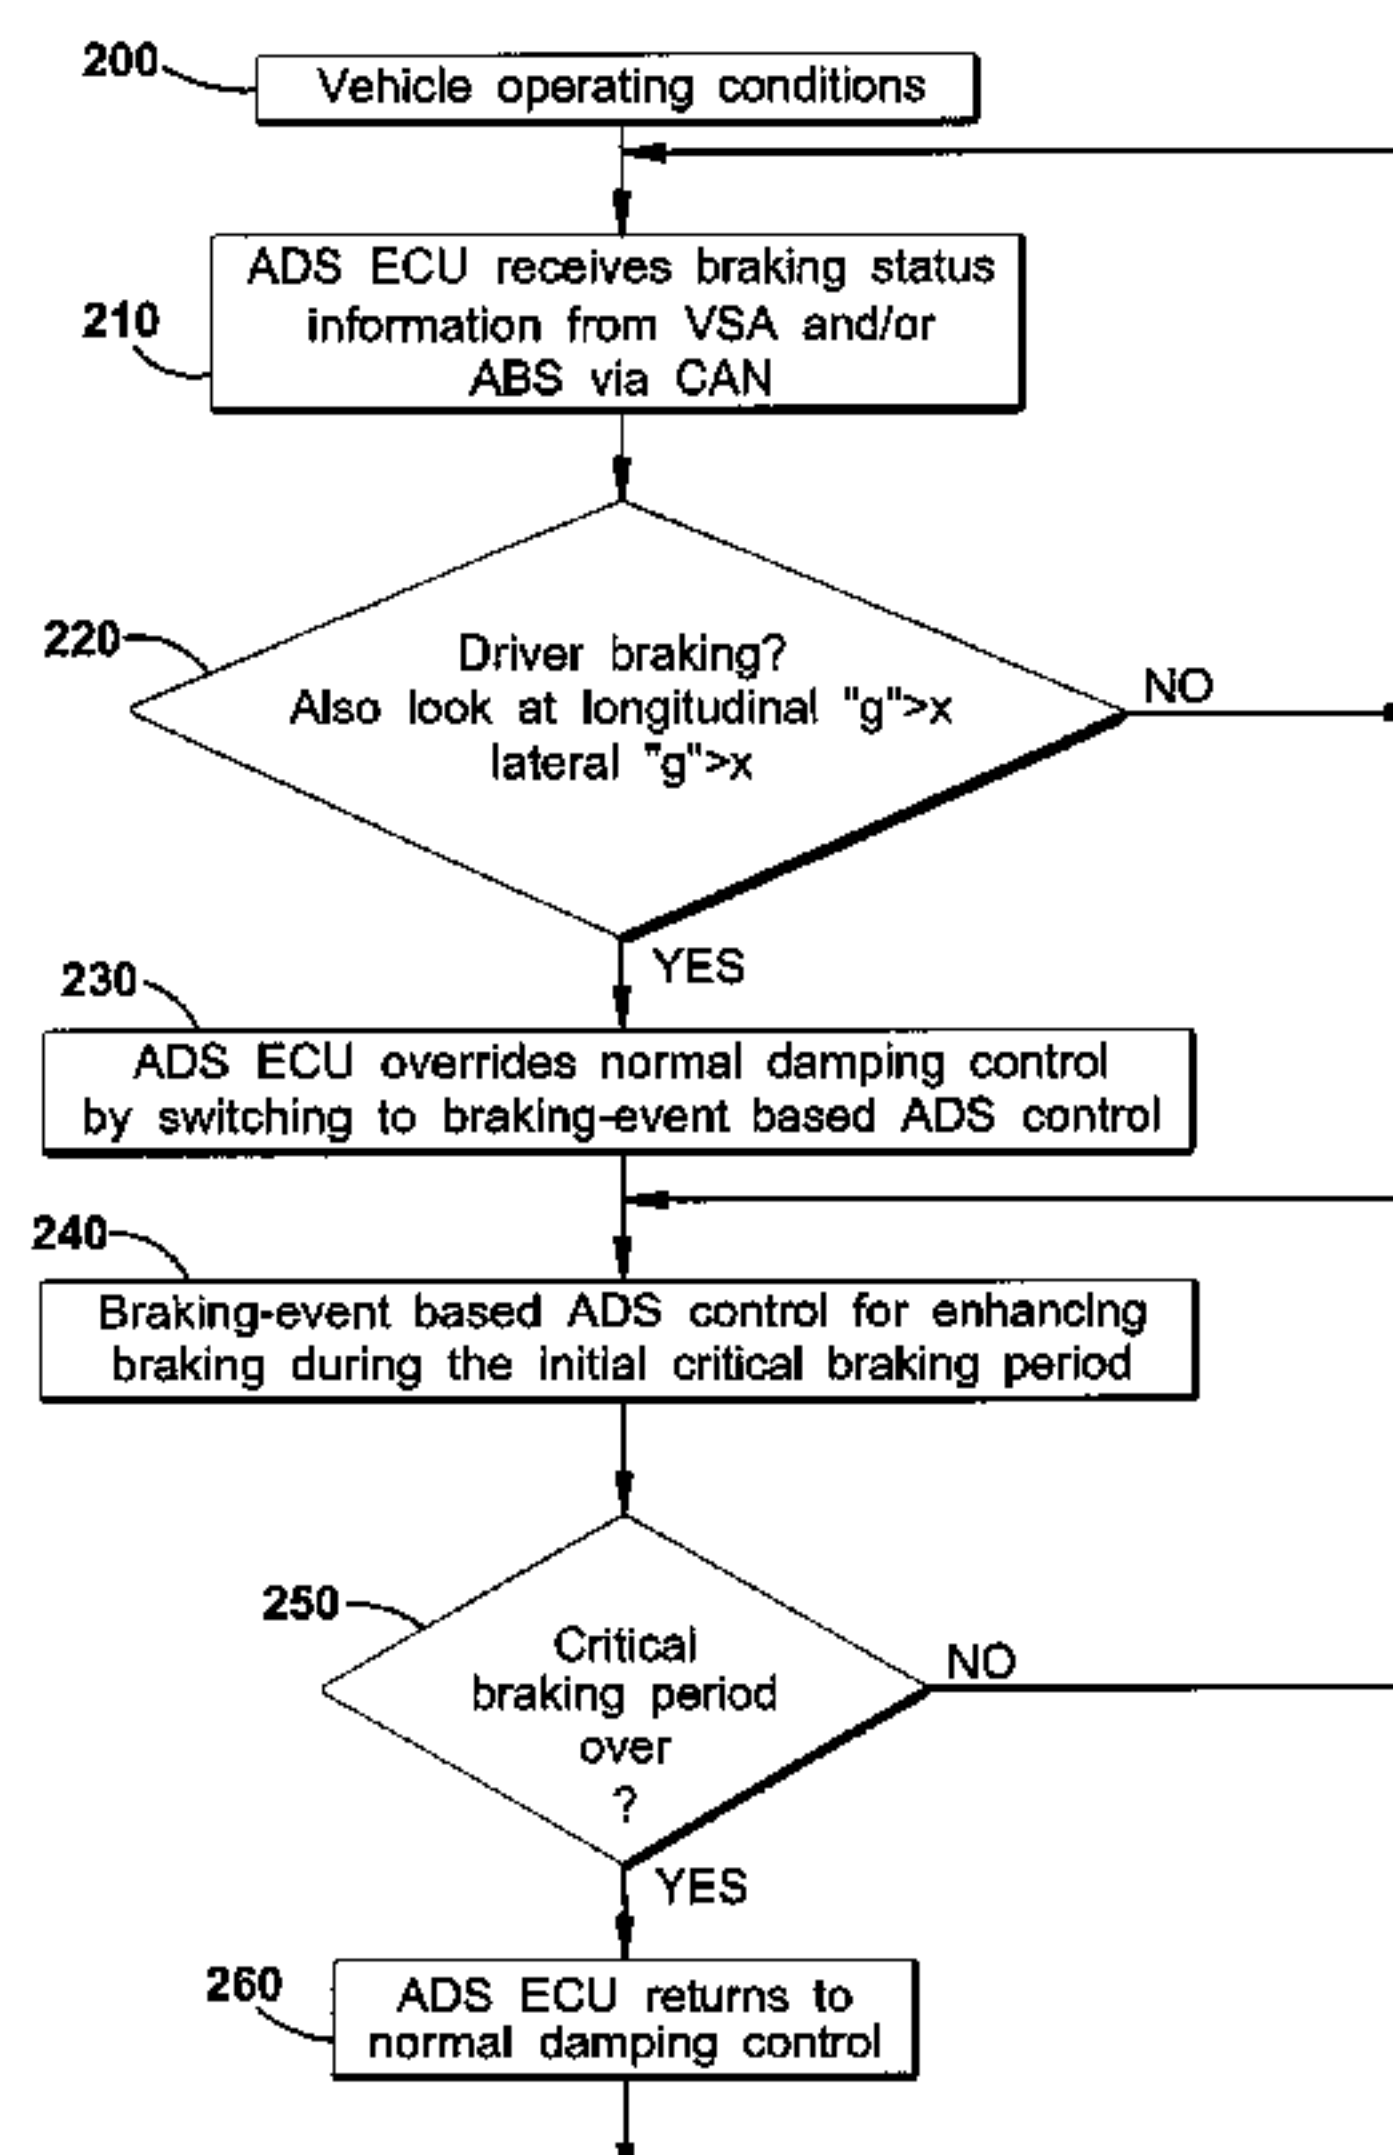 200
Vehicle operating conditions
ADS ECU receives braking status
information from VSA and/or
ABS via CAN
210
220
Driver braking?
Also look at longitudinal "g">x
lateral "g">x
NO
YES
230
ADS ECU overrides normal damping control
by switching to braking-event based ADS control
240
Braking-event based ADS control for enhancing
braking during the initial critical braking period
250
Critical
braking period
over
?
NO
YES
260
ADS ECU returns to
normal damping control